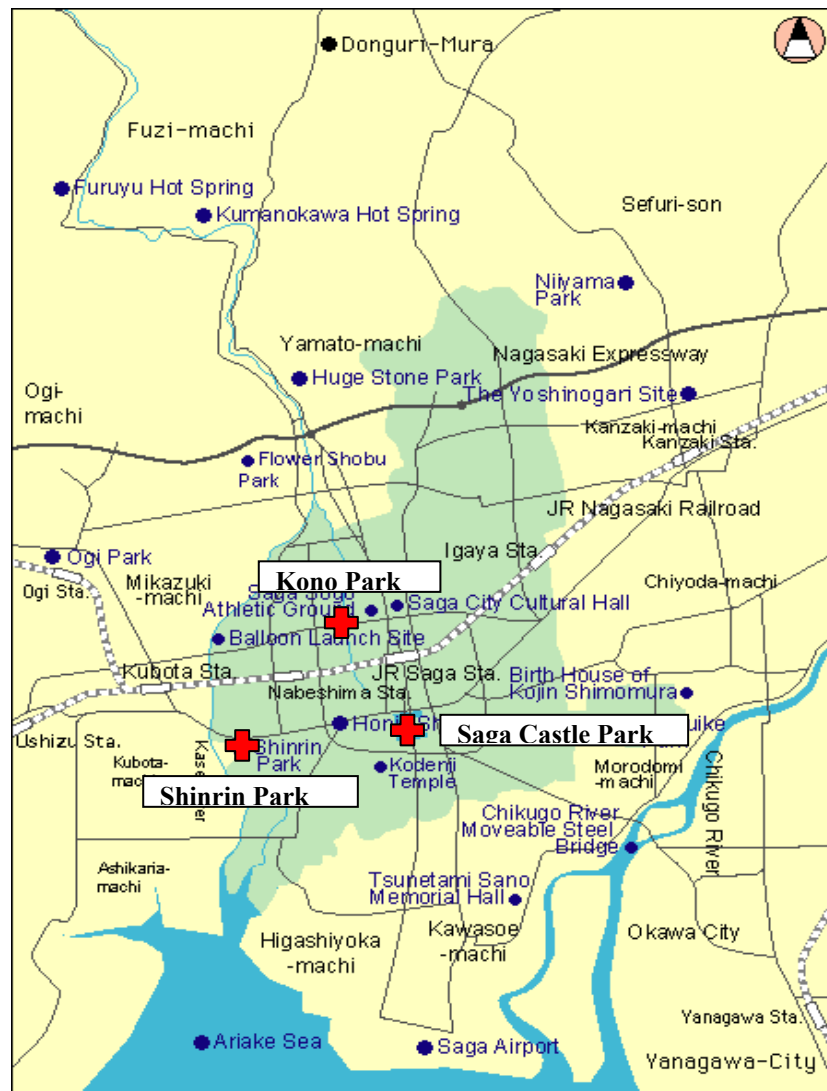 Donguri-Mura
Fuzi-machi
Furuyu Hot Spring
Kumanokawa Hot Spring
Sefuri-son
Niiyama
Park
Yamato-machi
Nagasaki Expressway
Huge Stone Park
Ogi-
machi
The Yoshinogari Site
Kanzaki-machi
Kanzaki Sta.
Flower Shobu
Park
JR Nagasaki Railroad
Igaya Sta.
Ogi Park
Ogi Sta.
Mikazuki
-machi
Kono Park
Chiyoda-machi
Saga Sogo
Athletic Ground
Saga City Cultural Hall
Balloon Launch Site
Kubota Sta.
JR Saga Sta.
Nabeshima Sta.
Birth House of
Kojin Shimomura
Saga Castle Park
Ushizu Sta.
Shinrin
Park
Kubota-
Kodenji
Temple
Morodomi
-machi
Shinrin Park
Chikugo River
Chikugo River
Moveable Steel
Bridge
Ashikaria-
machi
Tsunetami Sano
Memorial Hall
Higashiyoka
-machi
Kawasoe
-machi
Okawa City
Yanagawa Sta.
Ariake Sea
Saga Airport
Yanagawa-City